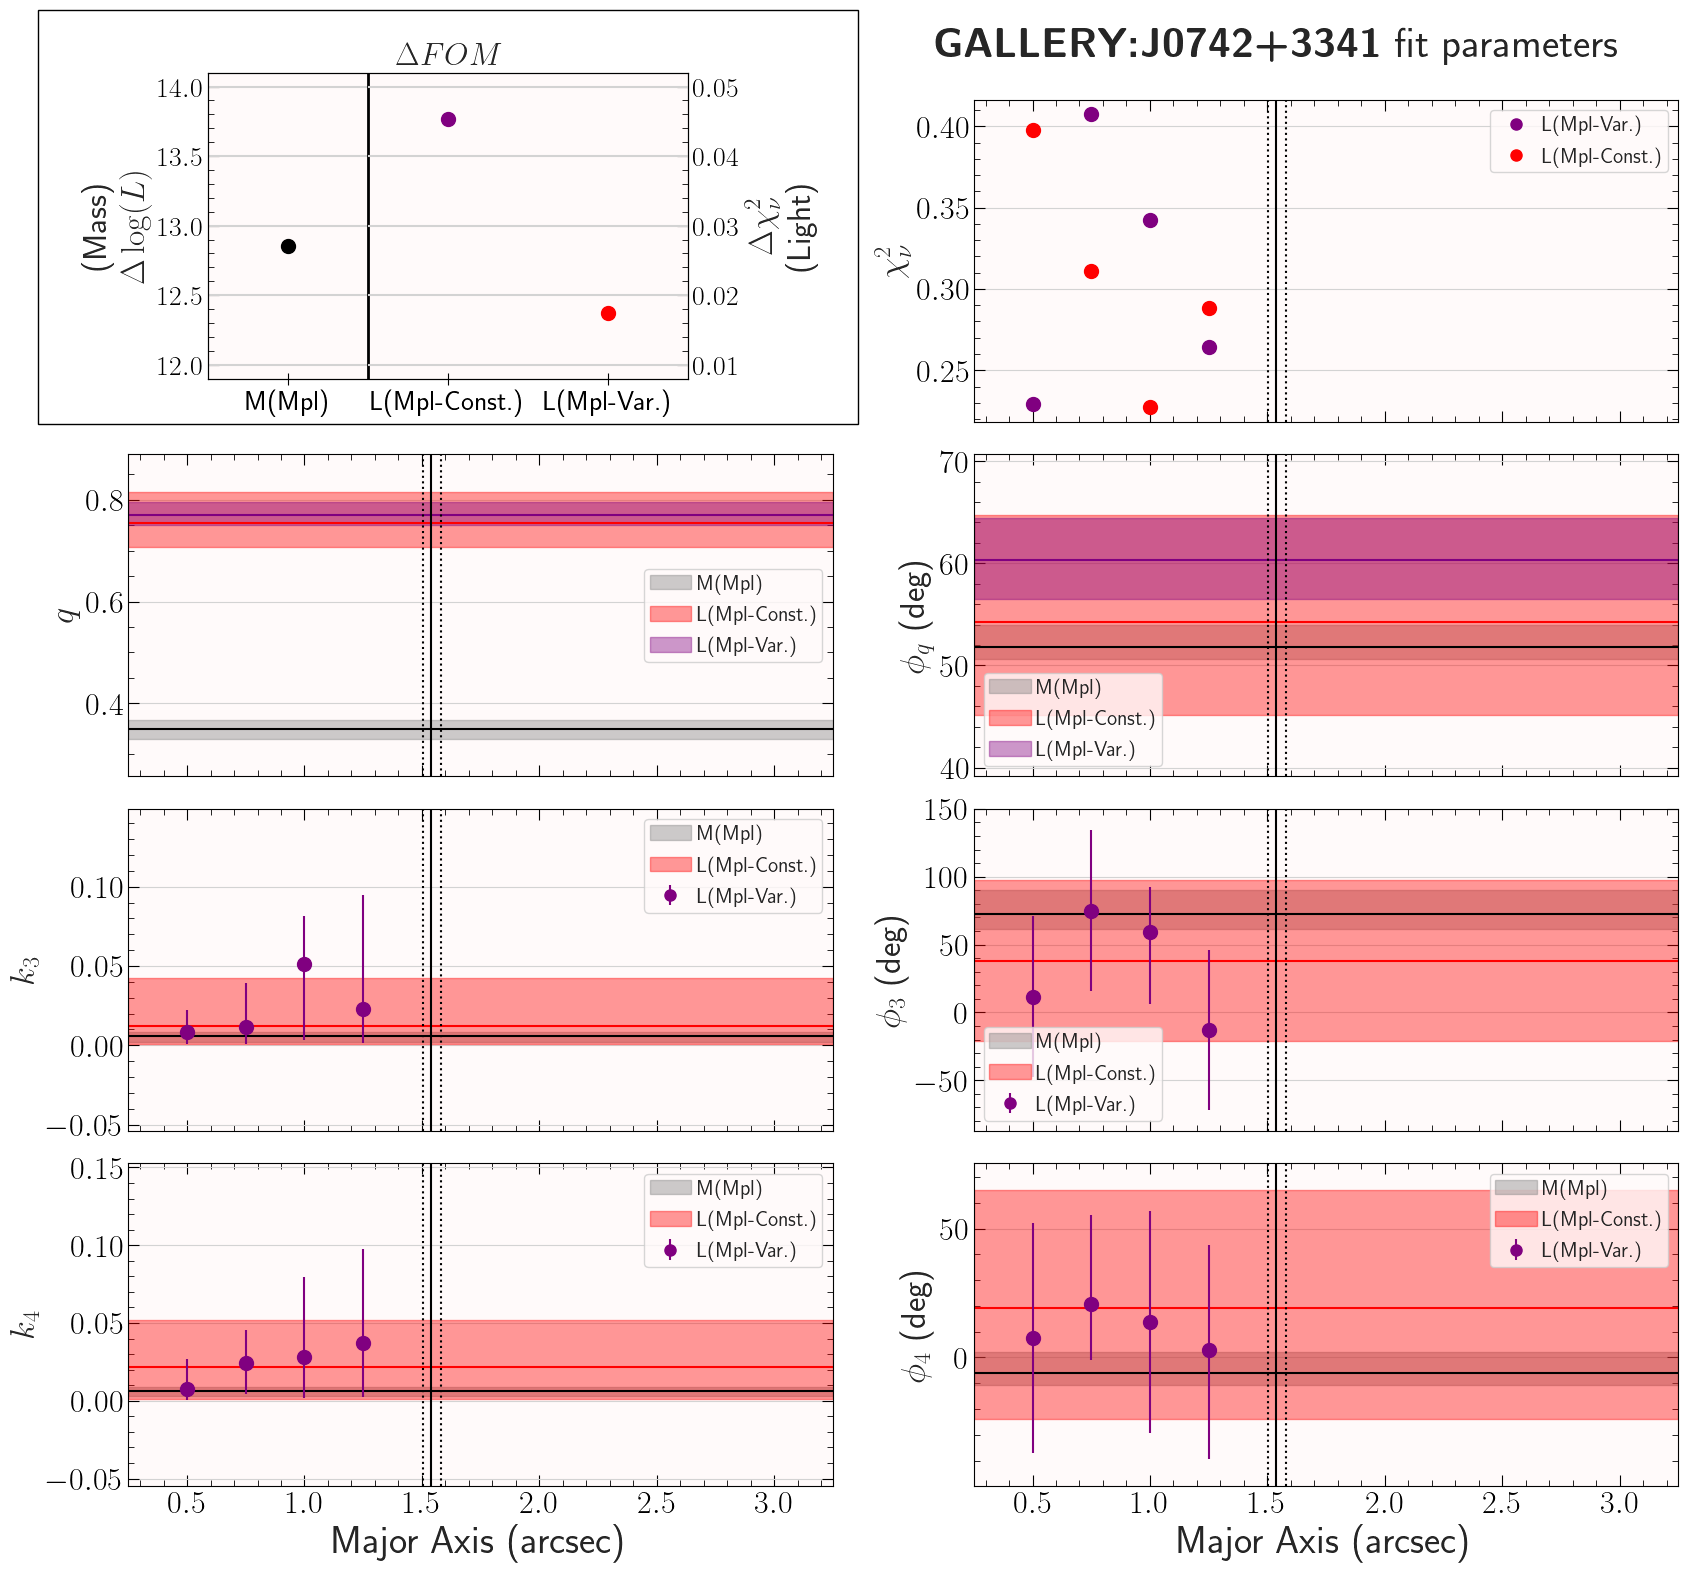 GALLERY:J0742+3341 fit parameters
ΔFOM
14.0
13.5
13.0
12.5
12.0
(Mass)
Δ log(L)
0.05
0.04
0.03
0.02
0.01
Δχ²ᵥ
(Light)
M(Mpl) L(Mpl-Const.) L(Mpl-Var.)
0.40
0.35
0.30
0.25
χ²ᵥ
L(Mpl-Var.)
L(Mpl-Const.)
0.8
0.6
0.4
q
M(Mpl)
L(Mpl-Const.)
L(Mpl-Var.)
70
60
50
40
ϕq (deg)
M(Mpl)
L(Mpl-Const.)
L(Mpl-Var.)
0.10
0.05
0.00
−0.05
k₃
M(Mpl)
L(Mpl-Const.)
L(Mpl-Var.)
150
100
50
0
−50
ϕ₃ (deg)
M(Mpl)
L(Mpl-Const.)
L(Mpl-Var.)
0.15
0.10
0.05
0.00
−0.05
k₄
M(Mpl)
L(Mpl-Const.)
L(Mpl-Var.)
0.5 1.0 1.5 2.0 2.5 3.0
Major Axis (arcsec)
50
0
ϕ₄ (deg)
M(Mpl)
L(Mpl-Const.)
L(Mpl-Var.)
0.5 1.0 1.5 2.0 2.5 3.0
Major Axis (arcsec)